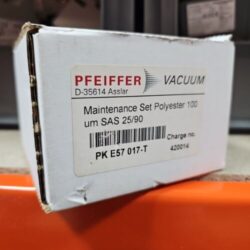 PFEIFFER VACUUM
D-35614 Asslar
Maintenance Set Polyester 100
um SAS 25/90
Charge no.
PK E57 017-T 420014